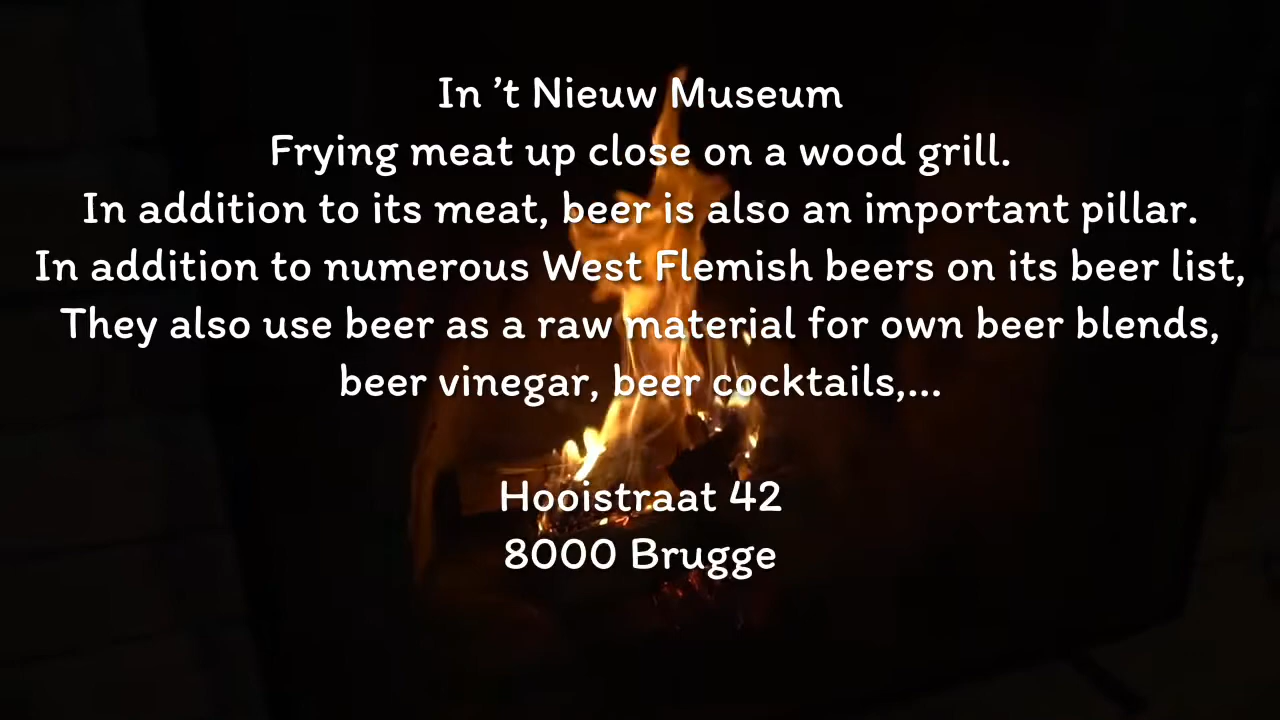 In ’t Nieuw Museum
Frying meat up close on a wood grill.
In addition to its meat, beer is also an important pillar.
In addition to numerous West Flemish beers on its beer list,
They also use beer as a raw material for own beer blends,
beer vinegar, beer cocktails,...
Hooistraat 42
8000 Brugge